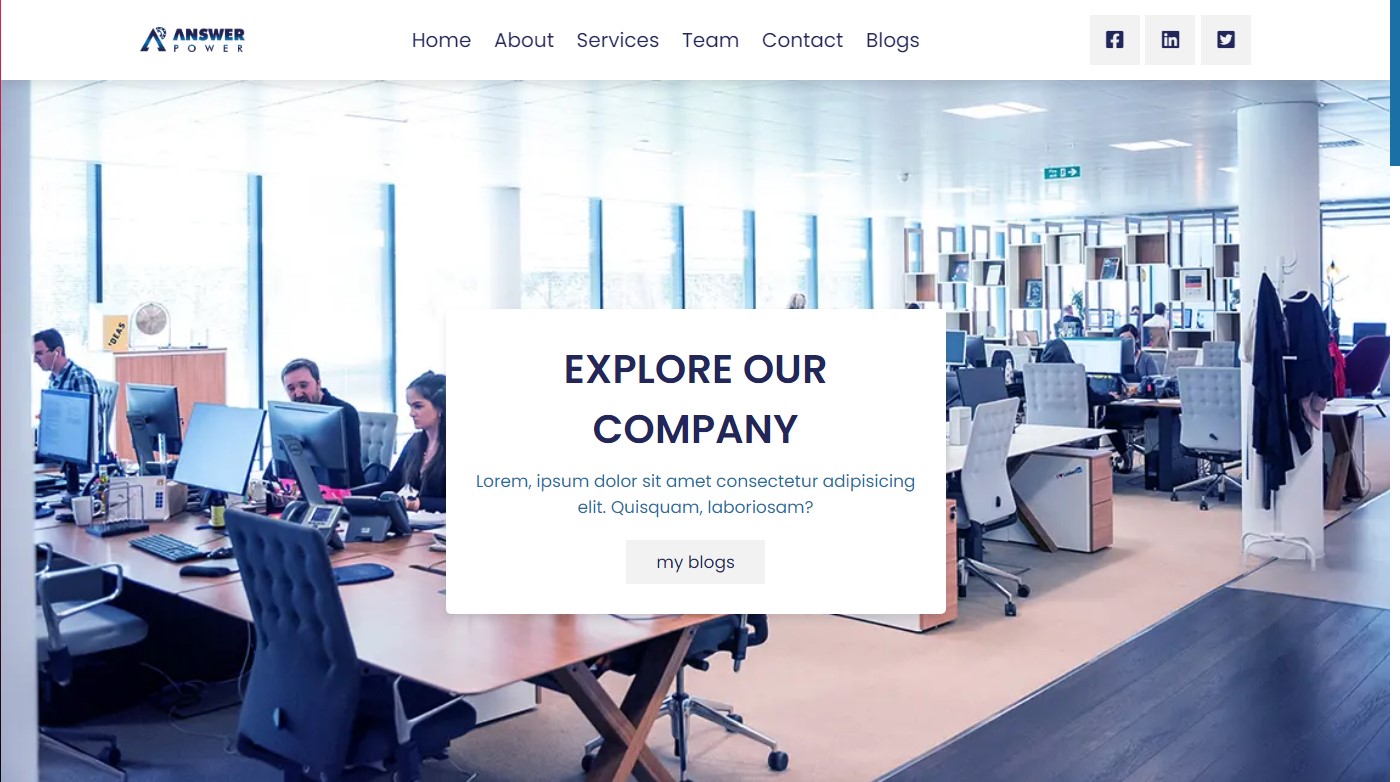 ANSWER
POWER
Home About Services Team Contact Blogs
IDEAS
EXPLORE OUR
COMPANY
Lorem, ipsum dolor sit amet consectetur adipisicing
elit. Quisquam, laboriosam?
my blogs